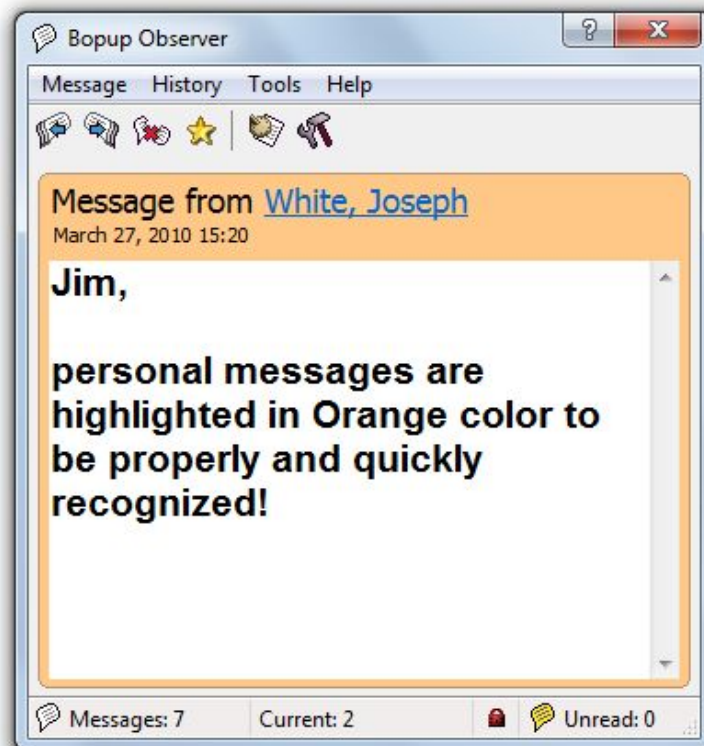 Bopup Observer
Message History Tools Help
Message from White, Joseph
March 27, 2010 15:20
Jim,
personal messages are
highlighted in Orange color to
be properly and quickly
recognized!
Messages: 7 Current: 2 Unread: 0